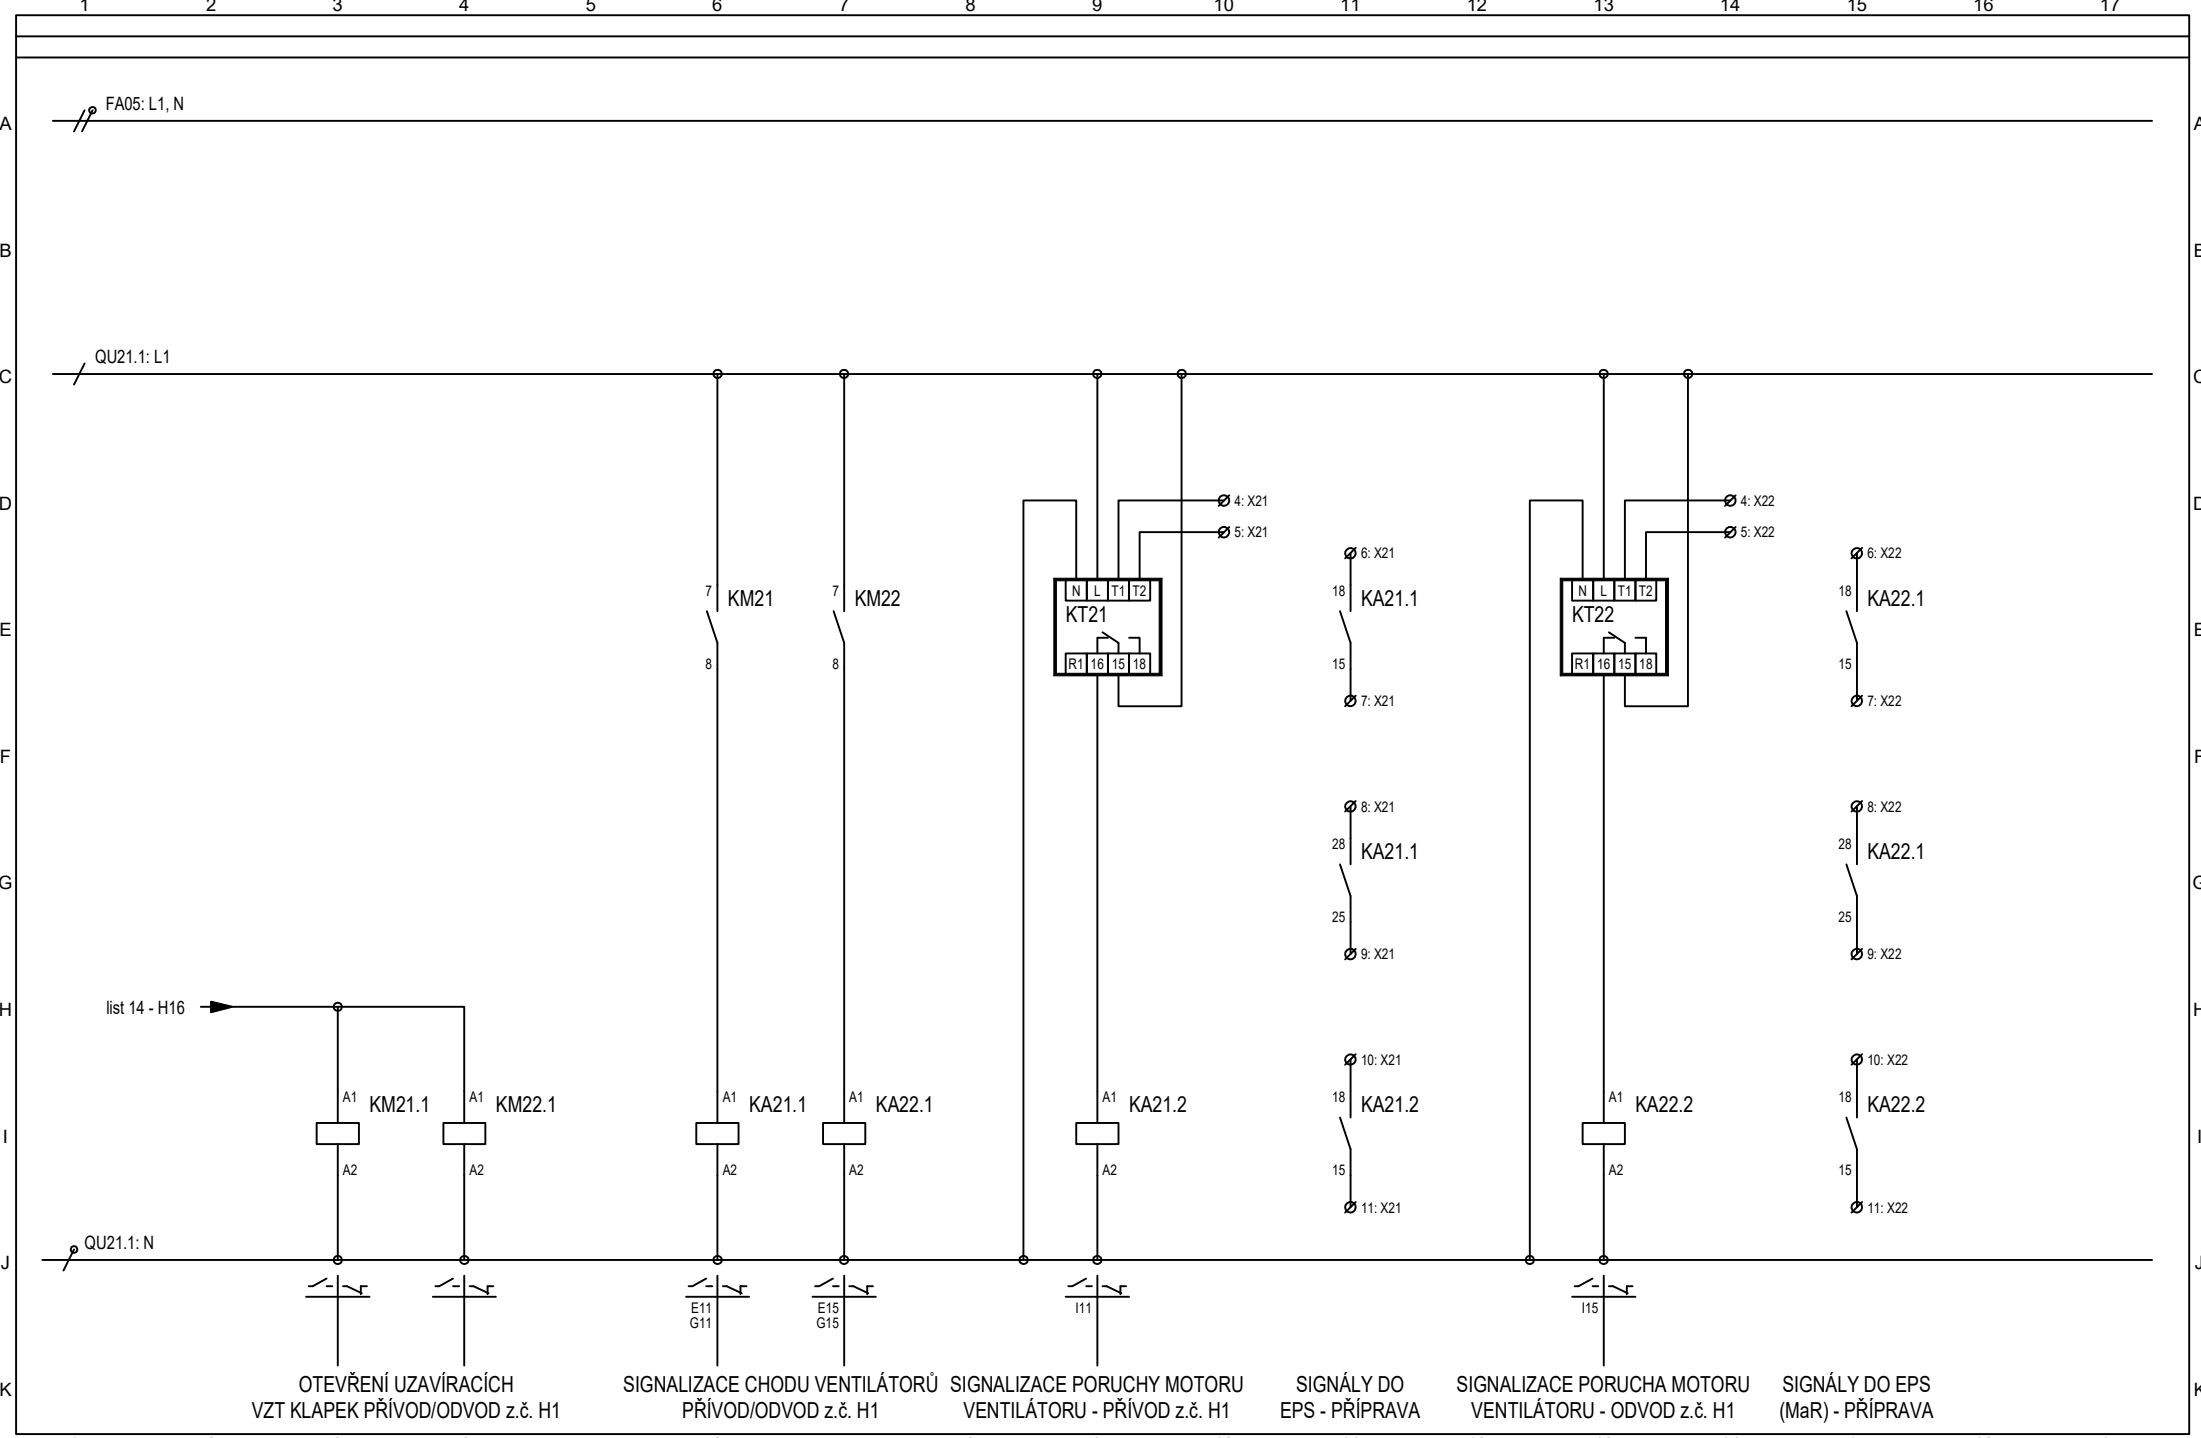 1 2 3 4 5 6 7 8 9 10 11 12 13 14 15 16 17
FA05: L1, N
A A
B
QU21.1: L1
C
D 4: X21 4: X22 D
5: X21 5: X22
6: X21 6: X22
7 KM21 7 KM22 N L T1 T2 18 KA21.1 N L T1 T2 18 KA22.1
KT21 KT22
E
8 8 R1 16 15 18 15 R1 16 15 18 15
7: X21 7: X22
F F
8: X21 8: X22
28 KA21.1 28 KA22.1
G
25 25
9: X21 9: X22
H list 14 - H16 H
10: X21 10: X22
A1 KM21.1 A1 KM22.1 A1 KA21.1 A1 KA22.1 A1 KA21.2 18 KA21.2 A1 KA22.2 18 KA22.2
I I
A2 A2 A2 A2 A2 15 A2 15
11: X21 11: X22
QU21.1: N
J J
E11 E15 I11 I15
G11 G15
K K
OTEVŘENÍ UZAVÍRACÍCH
VZT KLAPEK PŘÍVOD/ODVOD z.č. H1
SIGNALIZACE CHODU VENTILÁTORŮ
PŘÍVOD/ODVOD z.č. H1
SIGNALIZACE PORUCHY MOTORU
VENTILÁTORU - PŘÍVOD z.č. H1
SIGNÁLY DO
EPS - PŘÍPRAVA
SIGNALIZACE PORUCHA MOTORU
VENTILÁTORU - ODVOD z.č. H1
SIGNÁLY DO EPS
(MaR) - PŘÍPRAVA